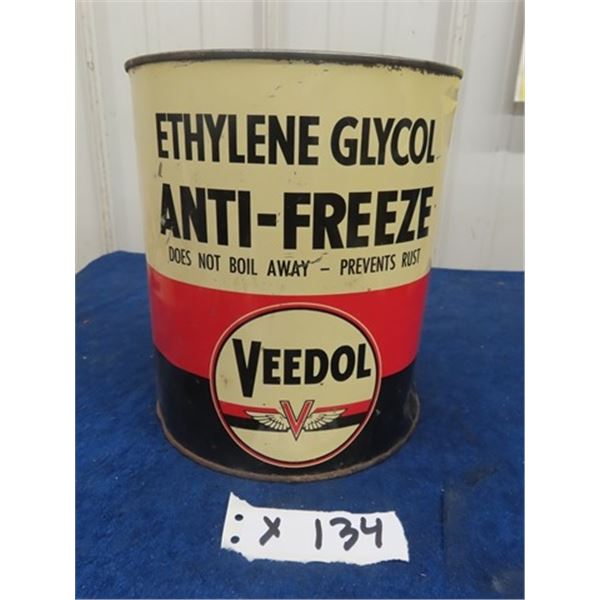 ETHYLENE GLYCOL
ANTI-FREEZE
DOES NOT BOIL AWAY – PREVENTS RUST
VEEDOL
V
X 134